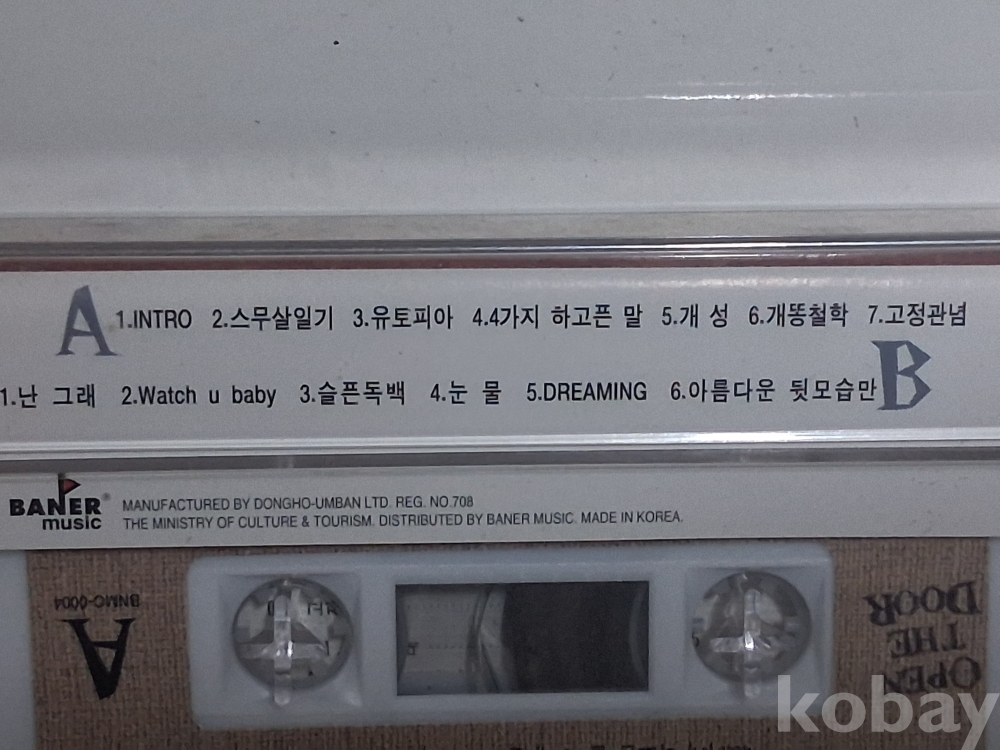 A 1.INTRO 2.스무살일기 3.유토피아 4.4가지 하고픈 말 5.개 성 6.개똥철학 7.고정관념
1.난 그래 2.Watch u baby 3.슬픈독백 4.눈 물 5.DREAMING 6.아름다운 뒷모습만 B
BANER® music
MANUFACTURED BY DONGHO-UMBAN LTD. REG. NO.708
THE MINISTRY OF CULTURE & TOURISM. DISTRIBUTED BY BANER MUSIC. MADE IN KOREA.
BNMC-0004
A
OPEN
THE
DOOR
kobay